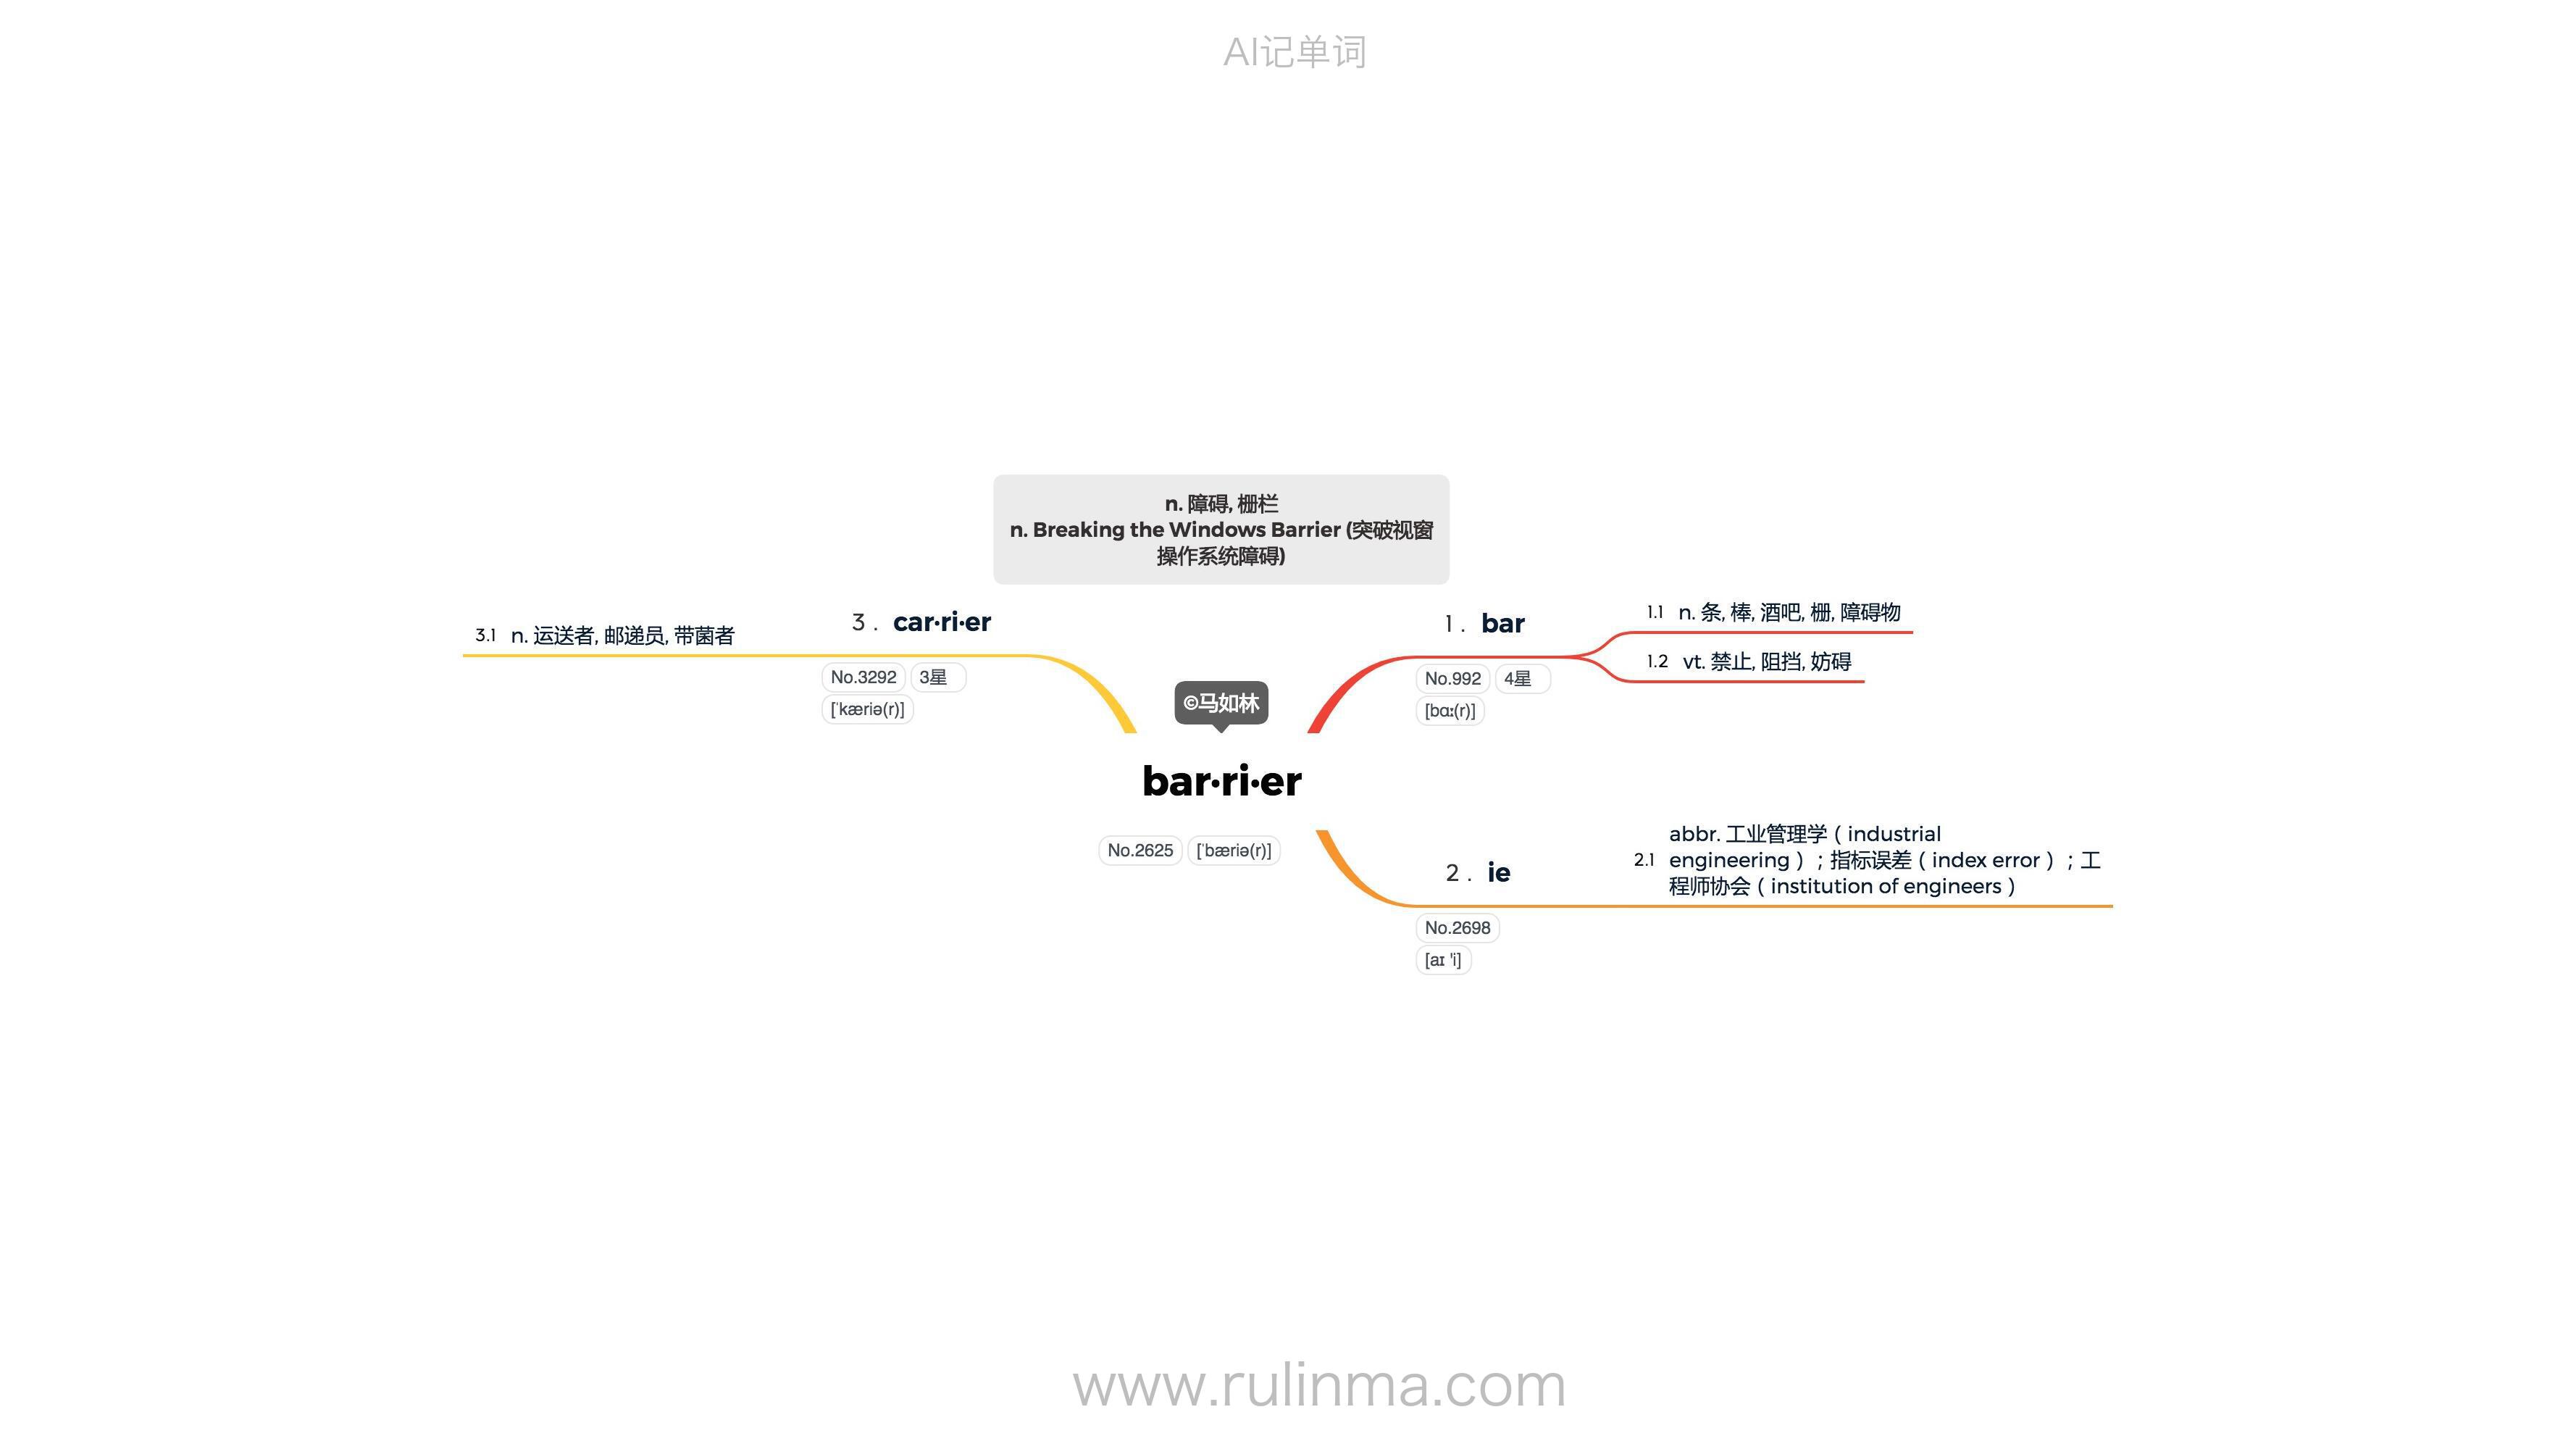 AI记单词
n. 障碍, 栅栏
n. Breaking the Windows Barrier (突破视窗
操作系统障碍)
©马如林
bar·ri·er
No.2625 [ˈbæriə(r)]
1 . bar
No.992 4星
[bɑː(r)]
1.1 n. 条, 棒, 酒吧, 栅, 障碍物
1.2 vt. 禁止, 阻挡, 妨碍
2 . ie
No.2698
[aɪ 'i]
2.1 abbr. 工业管理学（industrial
engineering）；指标误差（index error）；工
程师协会（institution of engineers）
3 . car·ri·er
No.3292 3星
[ˈkæriə(r)]
3.1 n. 运送者, 邮递员, 带菌者
www.rulinma.com